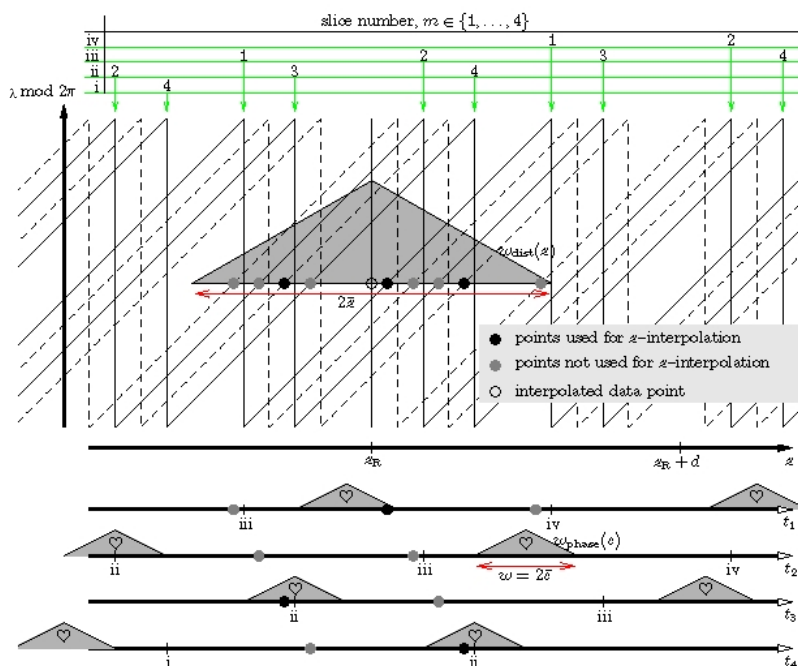 slice number, m ∈ {1, . . . , 4}
iv 1 2
iii 1 2 3 4
ii 2 3 4
i 4
λ mod 2π
w_dist(z)
2z̄
points used for z-interpolation
points not used for z-interpolation
interpolated data point
z_R z_R + d z
♡ ♡
iii iv t_1
♡ ♡ w_phase(c)
ii iii w = 2c̄ iv t_2
♡ ♡
ii iii t_3
♡ ♡
i ii t_4